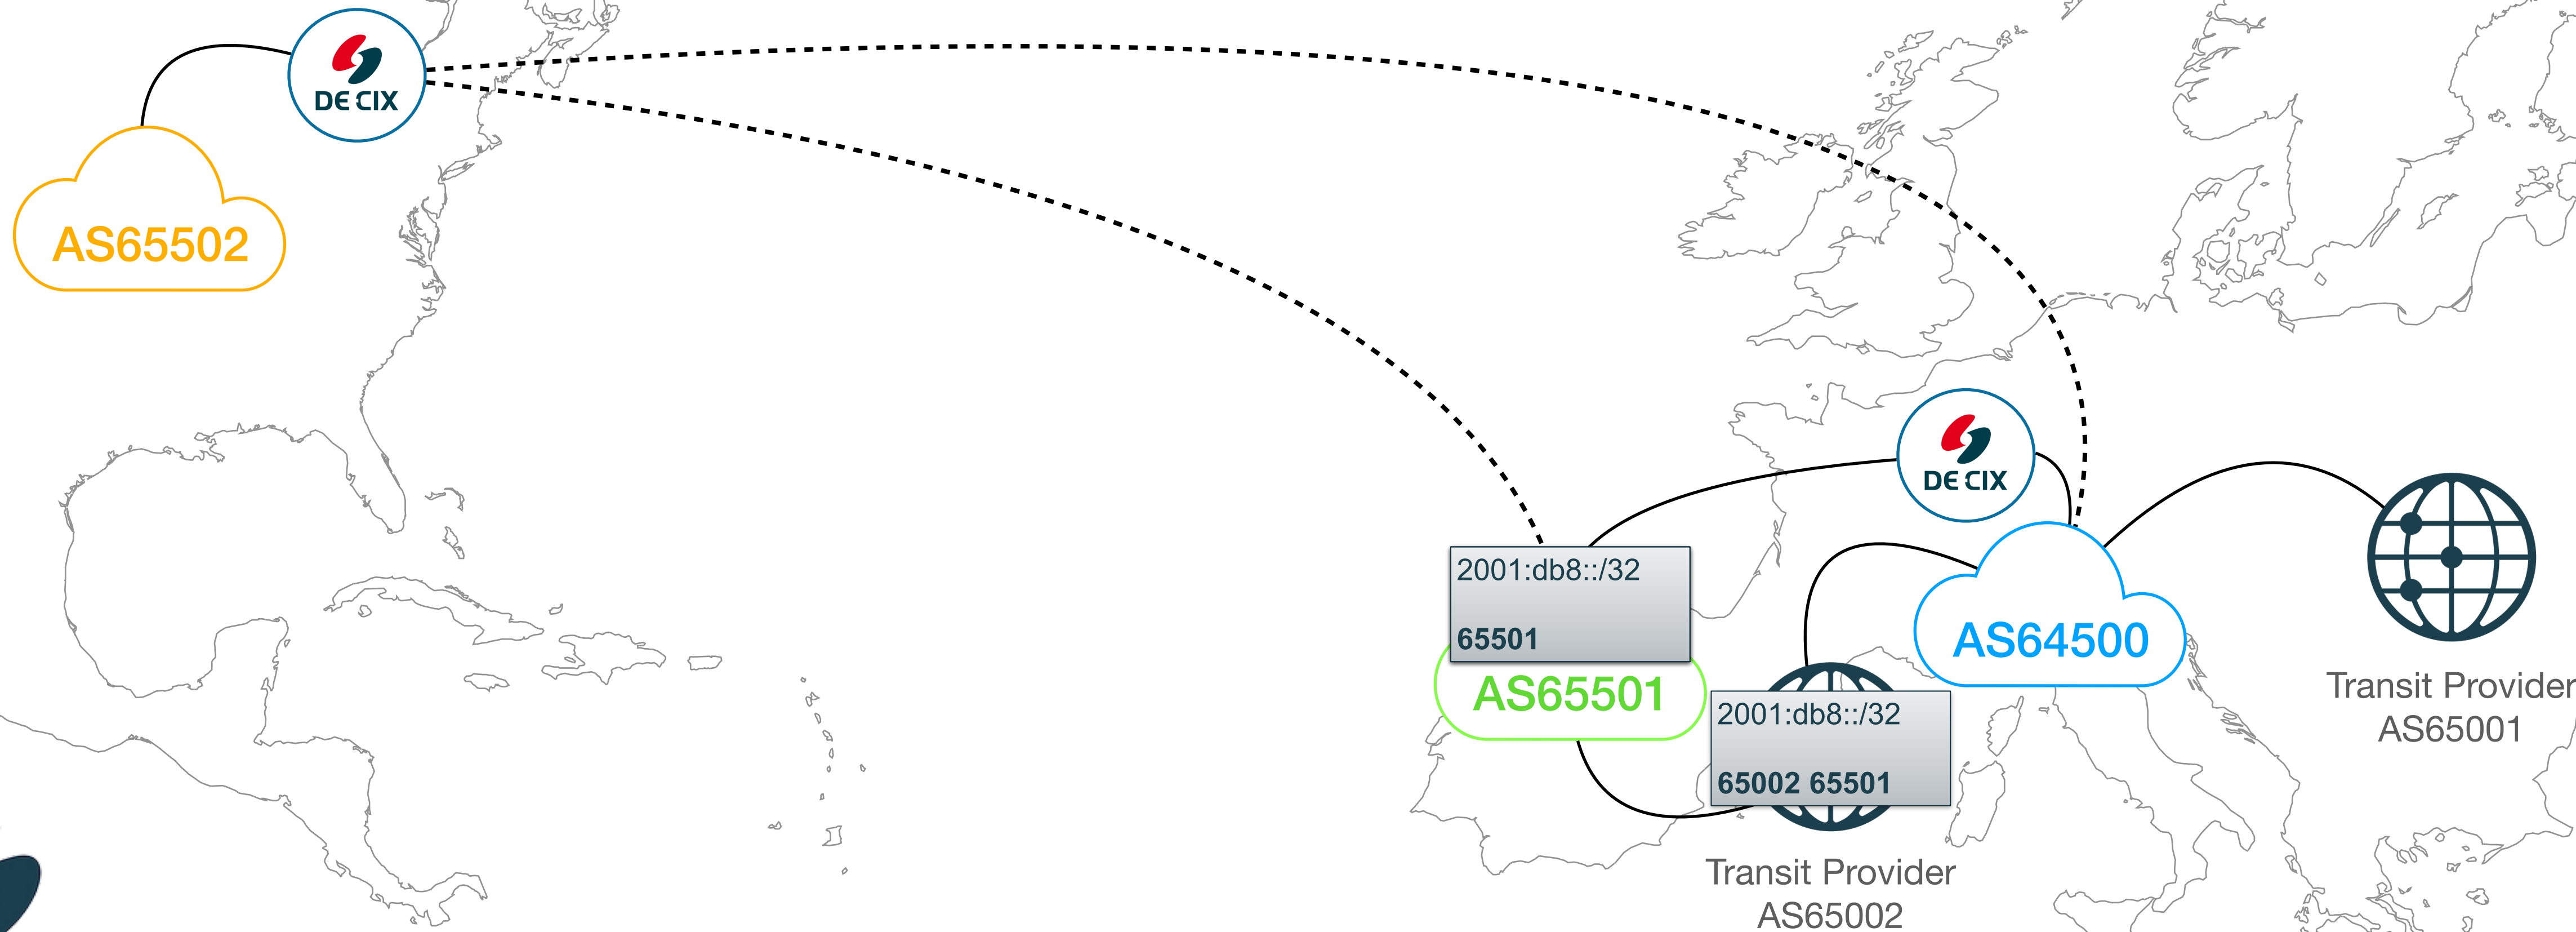 DE CIX
AS65502
DE CIX
2001:db8::/32
65501
AS65501
AS64500
2001:db8::/32
65002 65501
Transit Provider
AS65001
Transit Provider
AS65002